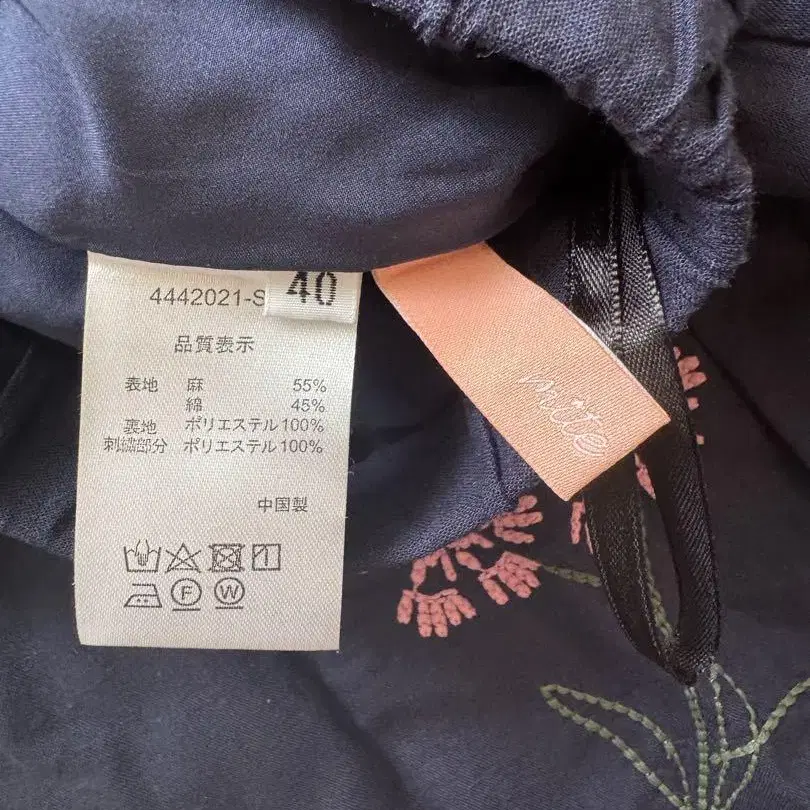 4442021-S
40
品質表示
表地 麻 55%
綿 45%
裏地 ポリエステル100%
刺繍部分 ポリエステル100%
中国製
F W
mitte